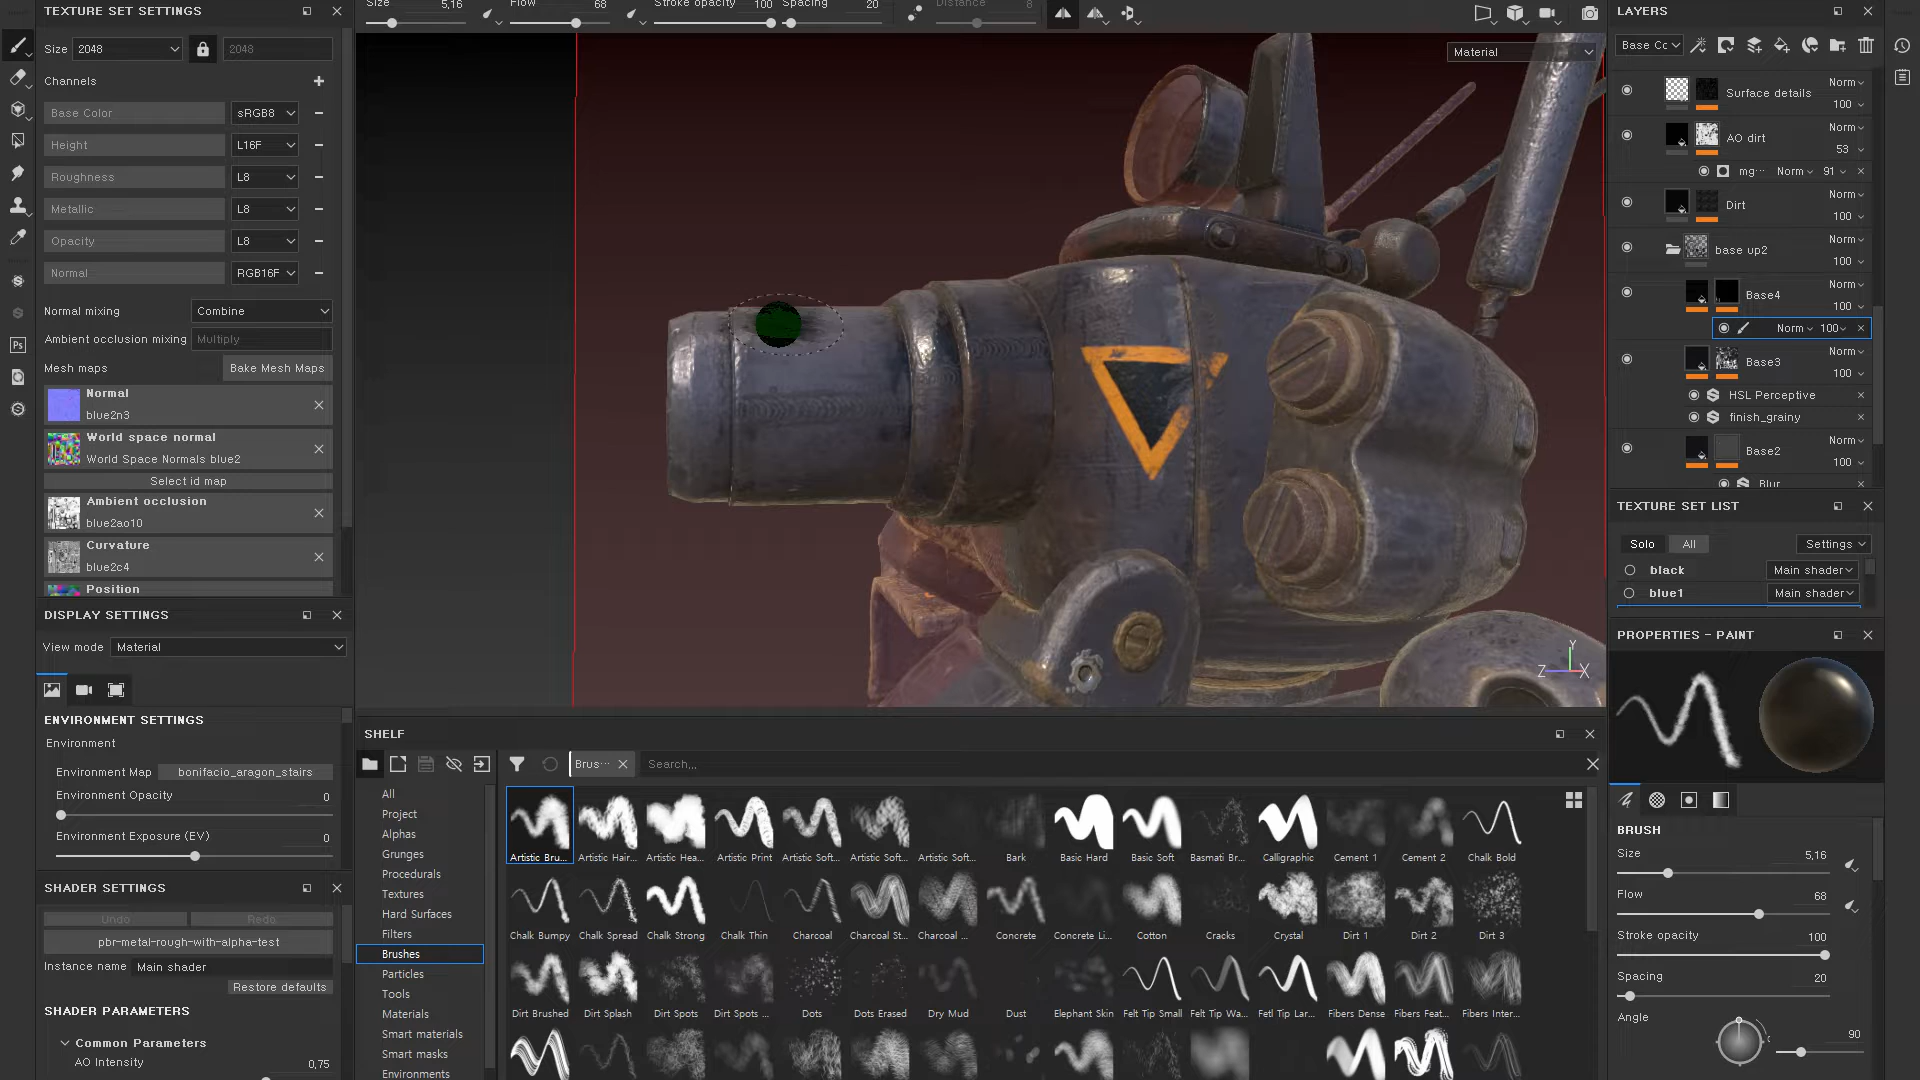 TEXTURE SET SETTINGS
Size 2048 2048
Channels
Base Color sRGB8
Height L16F
Roughness L8
Metallic L8
Opacity L8
Normal RGB16F
Normal mixing Combine
Ambient occlusion mixing Multiply
Mesh maps Bake Mesh Maps
Normal
blue2n3
World space normal
World Space Normals blue2
Select id map
Ambient occlusion
blue2ao10
Curvature
blue2c4
Position
DISPLAY SETTINGS
View mode Material
ENVIRONMENT SETTINGS
Environment
Environment Map bonifacio_aragon_stairs
Environment Opacity 0
Environment Exposure (EV) 0
SHADER SETTINGS
Undo Redo
pbr-metal-rough-with-alpha-test
Instance name Main shader
Restore defaults
SHADER PARAMETERS
Common Parameters
AO Intensity 0,75
Size 5,16 Flow 68 Stroke opacity 100 Spacing 20 Distance 8
Material
Y
Z X
SHELF
Brus... Search...
All
Project
Alphas
Grunges
Procedurals
Textures
Hard Surfaces
Filters
Brushes
Particles
Tools
Materials
Smart materials
Smart masks
Environments
Artistic Bru... Artistic Hair... Artistic Hea... Artistic Print Artistic Soft... Artistic Soft... Artistic Soft... Bark Basic Hard Basic Soft Basmati Br... Calligraphic Cement 1 Cement 2 Chalk Bold
Chalk Bumpy Chalk Spread Chalk Strong Chalk Thin Charcoal Charcoal St... Charcoal ... Concrete Concrete Li... Cotton Cracks Crystal Dirt 1 Dirt 2 Dirt 3
Dirt Brushed Dirt Splash Dirt Spots Dirt Spots ... Dots Dots Erased Dry Mud Dust Elephant Skin Felt Tip Small Felt Tip Wa... Fetl Tip Lar... Fibers Dense Fibers Feat... Fibers Inter...
LAYERS
Base Cc
Surface details Norm 100
AO dirt Norm 53
mg... Norm 91
Dirt Norm 100
base up2 Norm 100
Base4 Norm 100
Norm 100
Base3 Norm 100
HSL Perceptive
finish_grainy
Base2 Norm 100
Blur
TEXTURE SET LIST
Solo All Settings
black Main shader
blue1 Main shader
PROPERTIES - PAINT
BRUSH
Size 5,16
Flow 68
Stroke opacity 100
Spacing 20
Angle 90